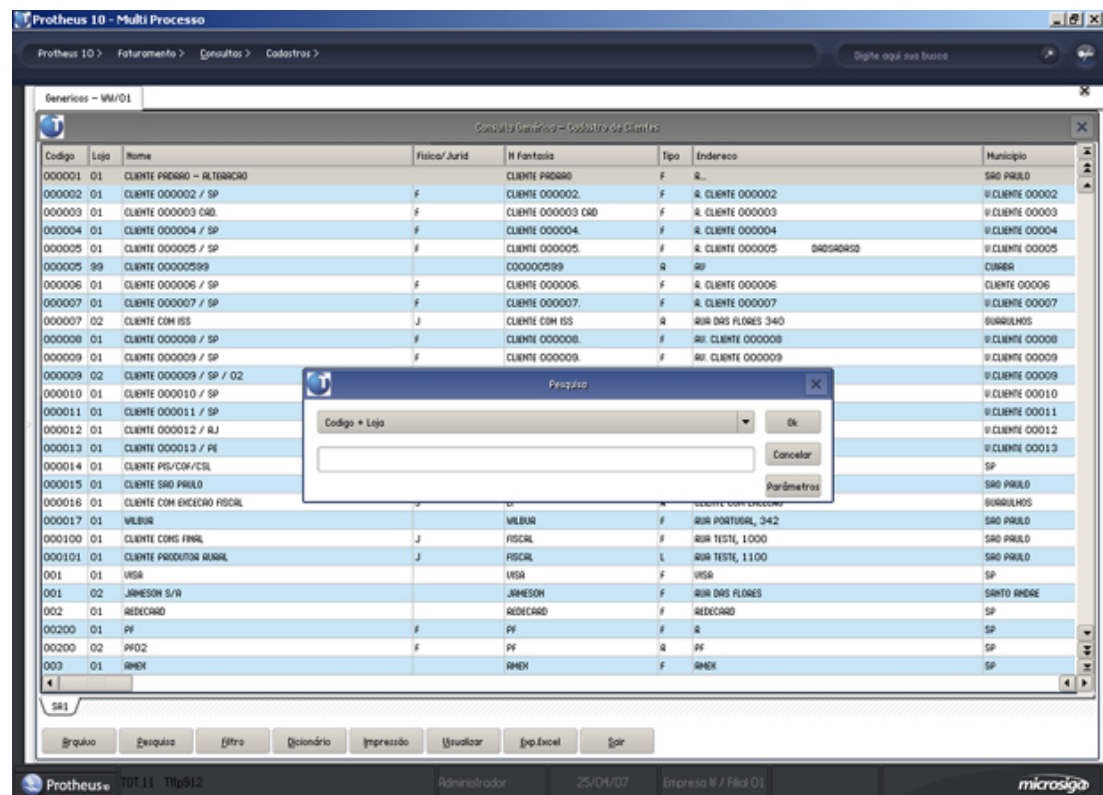 Protheus 10 - Multi Processo
Protheus 10 > Faturamento > Consultas > Cadastros > Digite aqui sua busca
Genericos - WW/01
Consulta Genérica - Cadastro de Clientes
Codigo Loja Nome Fisica/Jurid N Fantasia Tipo Endereco Municipio
000001 01 CLIENTE PADRAO - ALTERACAO CLIENTE PADRAO F R.. SAO PAULO
000002 01 CLIENTE 000002 / SP F CLIENTE 000002. F R. CLIENTE 000002 V.CLIENTE 00002
000003 01 CLIENTE 000003 CAD. F CLIENTE 000003 CAD F R. CLIENTE 000003 V.CLIENTE 00003
000004 01 CLIENTE 000004 / SP F CLIENTE 000004. F R. CLIENTE 000004 V.CLIENTE 00004
000005 01 CLIENTE 000005 / SP F CLIENTE 000005. F R. CLIENTE 000005 DADSADASD V.CLIENTE 00005
000005 99 CLIENTE 00000599 C00000599 R AV CUIABA
000006 01 CLIENTE 000006 / SP F CLIENTE 000006. F R. CLIENTE 000006 CLIENTE 00006
000007 01 CLIENTE 000007 / SP F CLIENTE 000007. F R. CLIENTE 000007 V.CLIENTE 00007
000007 02 CLIENTE COM ISS J CLIENTE COM ISS R RUA DAS FLORES 340 GUARULHOS
000008 01 CLIENTE 000008 / SP F CLIENTE 000008. F AV. CLIENTE 000008 V.CLIENTE 00008
000009 01 CLIENTE 000009 / SP F CLIENTE 000009. F AV. CLIENTE 000009 V.CLIENTE 00009
000009 02 CLIENTE 000009 / SP / 02 V.CLIENTE 00009
000010 01 CLIENTE 000010 / SP V.CLIENTE 00010
000011 01 CLIENTE 000011 / SP V.CLIENTE 00011
000012 01 CLIENTE 000012 / RJ V.CLIENTE 00012
000013 01 CLIENTE 000013 / PE V.CLIENTE 00013
000014 01 CLIENTE PIS/COF/CSL SP
000015 01 CLIENTE SAO PAULO SAO PAULO
000016 01 CLIENTE COM EXCECAO FISCAL CLIENTE COM EXCECAO GUARULHOS
Pesquisa
Codigo + Loja Ok
Cancelar
Parâmetros
000017 01 WILBUR WILBUR F RUA PORTUGAL, 342 SAO PAULO
000100 01 CLIENTE CONS FINAL J FISCAL F RUA TESTE, 1000 SAO PAULO
000101 01 CLIENTE PRODUTOR RURAL J FISCAL L RUA TESTE, 1100 SAO PAULO
001 01 VISA VISA F VISA SP
001 02 JAMESON S/A JAMESON F RUA DAS FLORES SANTO ANDRE
002 01 REDECARD REDECARD F REDECARD SP
00200 01 PF F PF F R SP
00200 02 PF02 F PF R PF SP
003 01 AMEX AMEX F AMEX SP
SA1
Arquivo Pesquisa Filtro Dicionário Impressão Visualizar Exp.Excel Sair
Protheus TOT 11 Administrador 25/04/07 Filial 01 microsiga